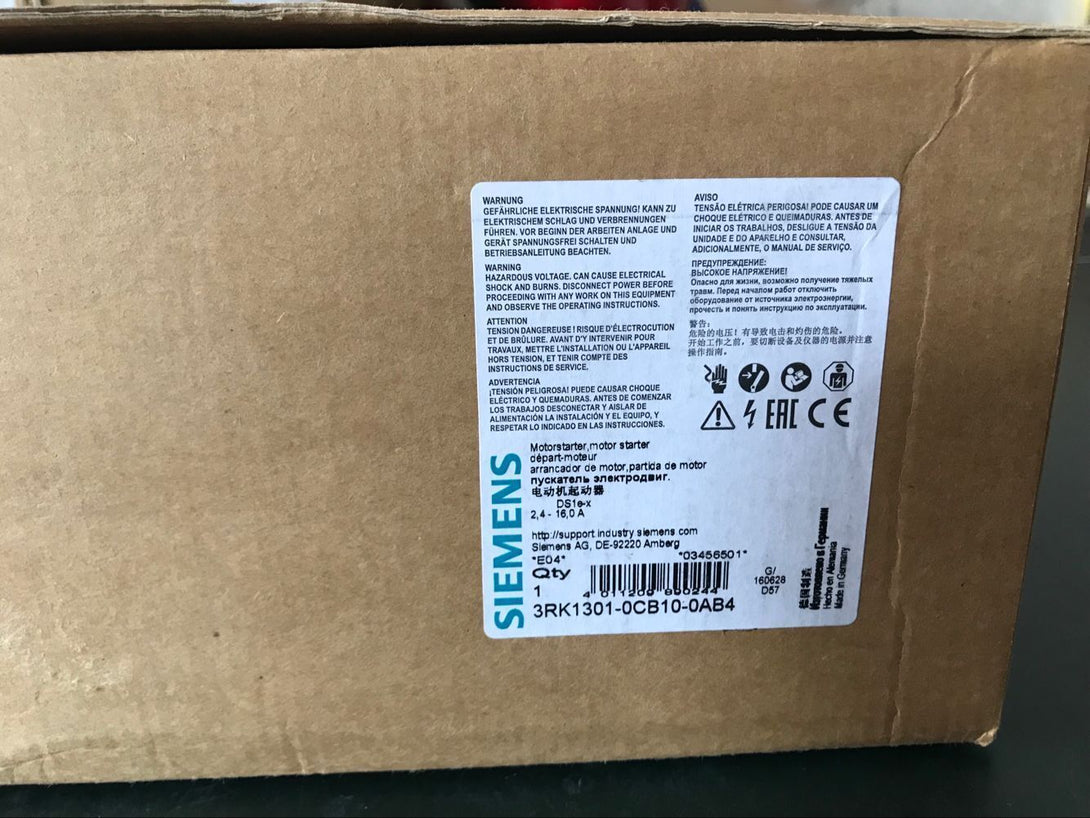 WARNUNG
GEFÄHRLICHE ELEKTRISCHE SPANNUNG! KANN ZU
ELEKTRISCHEM SCHLAG UND VERBRENNUNGEN
FÜHREN. VOR BEGINN DER ARBEITEN ANLAGE UND
GERÄT SPANNUNGSFREI SCHALTEN UND
BETRIEBSANLEITUNG BEACHTEN.
WARNING
HAZARDOUS VOLTAGE. CAN CAUSE ELECTRICAL
SHOCK AND BURNS. DISCONNECT POWER BEFORE
PROCEEDING WITH ANY WORK ON THIS EQUIPMENT
AND OBSERVE THE OPERATING INSTRUCTIONS.
ATTENTION
TENSION DANGEREUSE ! RISQUE D'ÉLECTROCUTION
ET DE BRÛLURE. AVANT D'Y INTERVENIR POUR
TRAVAUX, METTRE L'INSTALLATION OU L'APPAREIL
HORS TENSION, ET TENIR COMPTE DES
INSTRUCTIONS DE SERVICE.
ADVERTENCIA
¡TENSIÓN PELIGROSA! PUEDE CAUSAR CHOQUE
ELÉCTRICO Y QUEMADURAS. ANTES DE COMENZAR
LOS TRABAJOS DESCONECTAR Y AISLAR DE
ALIMENTACIÓN LA INSTALACIÓN Y EL EQUIPO, Y
RESPETAR LO INDICADO EN LAS INSTRUCCIONES.
AVISO
TENSÃO ELÉTRICA PERIGOSA! PODE CAUSAR UM
CHOQUE ELÉTRICO E QUEIMADURAS. ANTES DE
INICIAR OS TRABALHOS, DESLIGUE A TENSÃO DA
UNIDADE E DO APARELHO E CONSULTAR,
ADICIONALMENTE, O MANUAL DE SERVIÇO.
ПРЕДУПРЕЖДЕНИЕ:
ВЫСОКОЕ НАПРЯЖЕНИЕ!
Опасно для жизни, возможно получение тяжелых
травм. Перед началом работ отключить
оборудование от источника электроэнергии,
прочесть и понять инструкцию по эксплуатации.
警告:
危险的电压! 有导致电击和灼伤的危险。
开始工作之前, 要切断设备及仪器的电源并注意
操作指南。
EAC CE
SIEMENS
Motorstarter,motor starter
départ-moteur
arrancador de motor,partida de motor
пускатель электродвиг.
电动机起动器
DS1e-x
2,4 - 16,0 A
http://support industry siemens com
Siemens AG, DE-92220 Amberg
*E04*
*03456501*
Qty
1
4 011209 890244
3RK1301-0CB10-0AB4
G/
160628
D57
德国制造
Изготовлено в Германии
Hecho en Alemania
Made in Germany